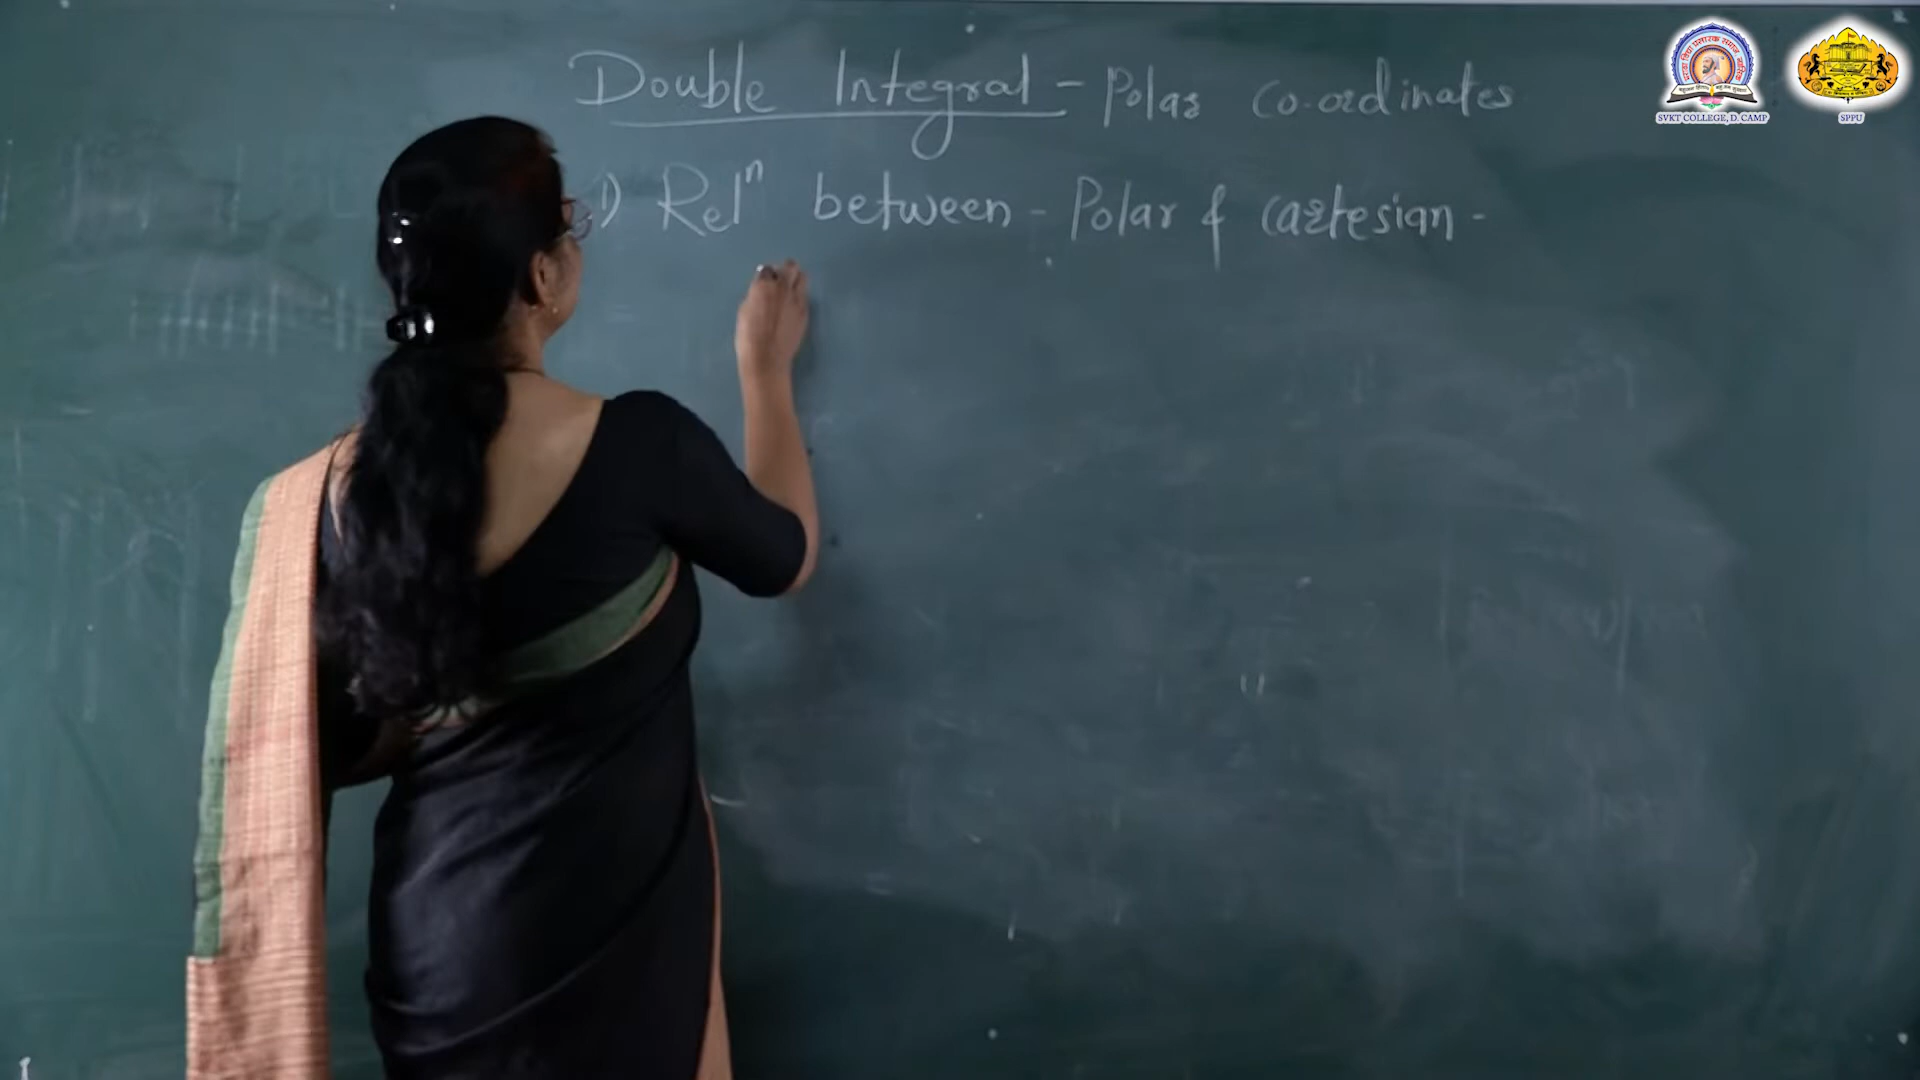 Double Integral - Polar co-ordinates
1) Relⁿ between - Polar & cartesian -
SVKT COLLEGE, D. CAMP
SPPU